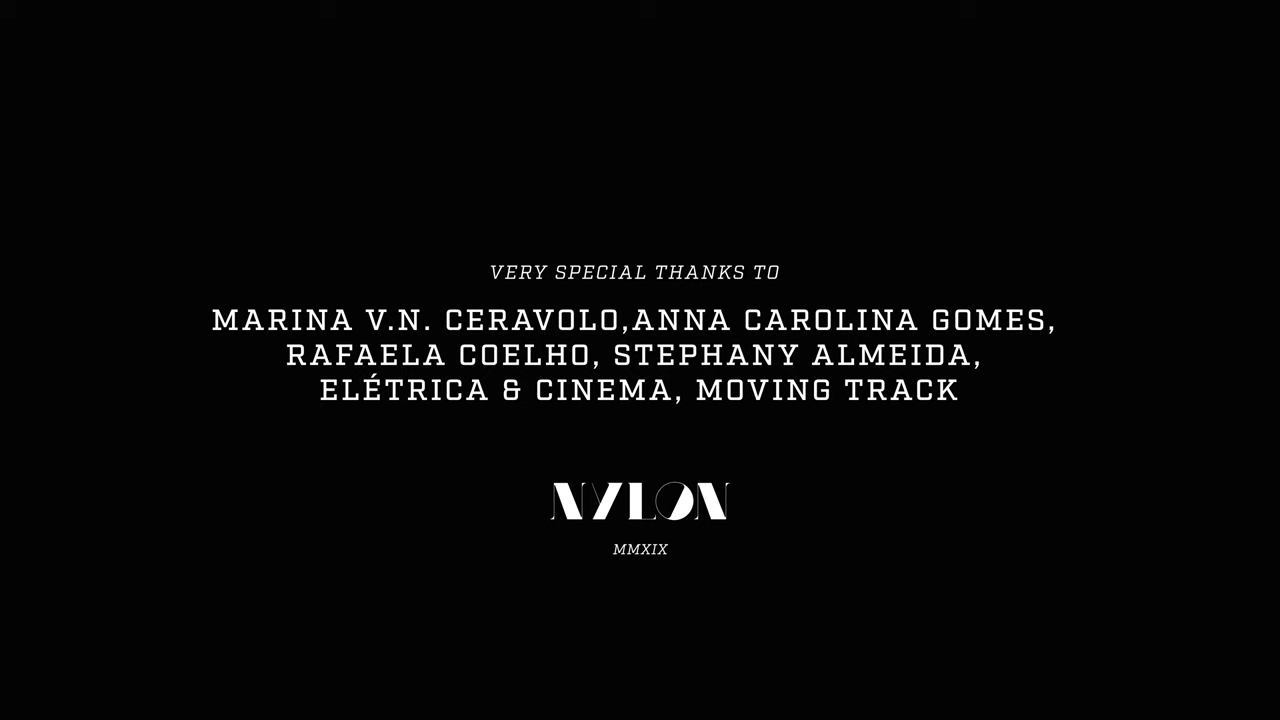 VERY SPECIAL THANKS TO
MARINA V.N. CERAVOLO,ANNA CAROLINA GOMES,
RAFAELA COELHO, STEPHANY ALMEIDA,
ELÉTRICA & CINEMA, MOVING TRACK
NYLON
MMXIX